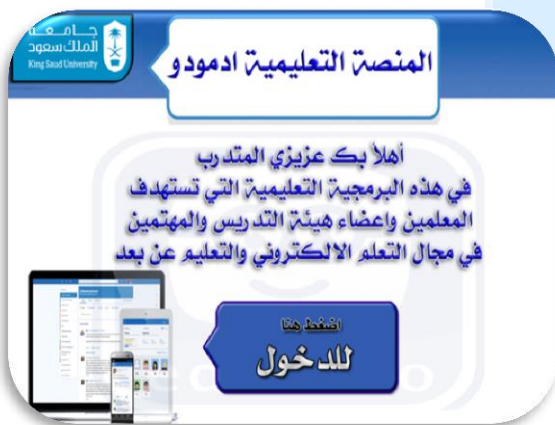 جامعة
الملك سعود
King Saud University
المنصة التعليمية ادمودو
أهلاً بك عزيزي المتدرب
في هذه البرمجية التعليمية التي تستهدف
المعلمين واعضاء هيئة التدريس والمهتمين
في مجال التعلم الالكتروني والتعليم عن بعد
اضغط هنا
للدخول